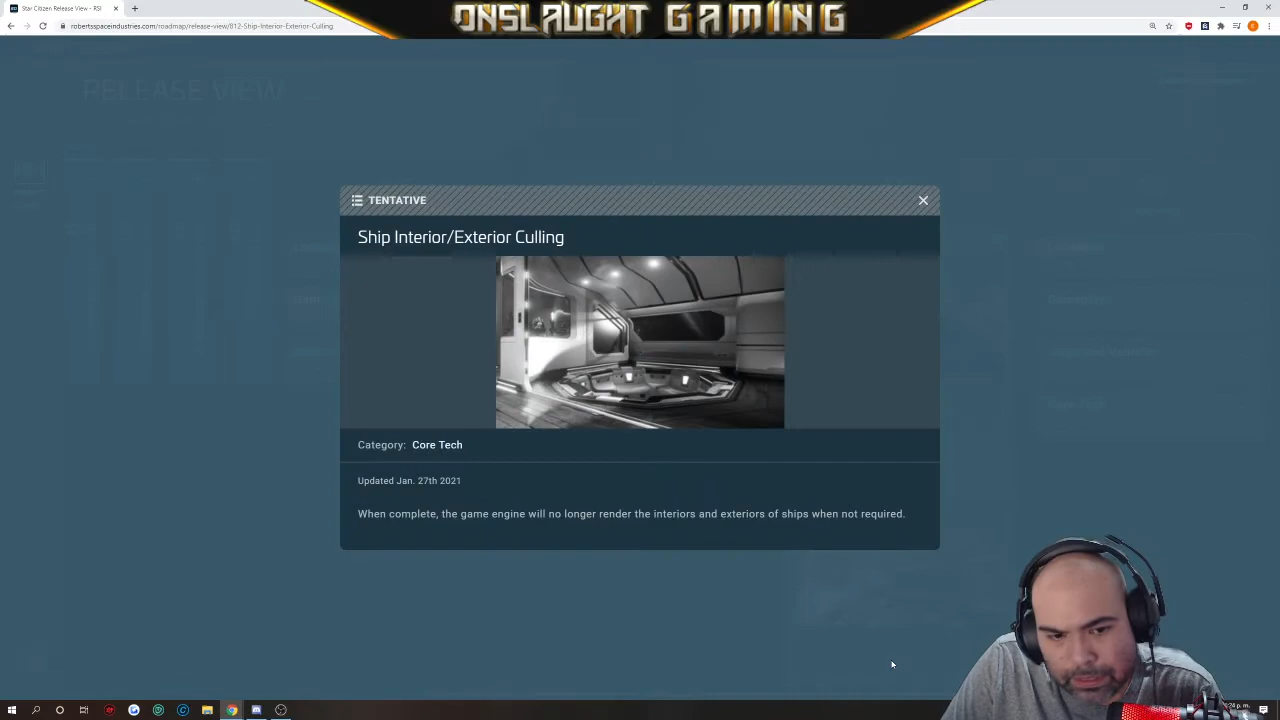 Star Citizen Release View - RSI
robertsspaceindustries.com/roadmap/release-view/812-Ship-Interior-Exterior-Culling
ONSLAUGHT GAMING
RELEASE VIEW
TENTATIVE
Ship Interior/Exterior Culling
Category: Core Tech
Updated Jan. 27th 2021
When complete, the game engine will no longer render the interiors and exteriors of ships when not required.